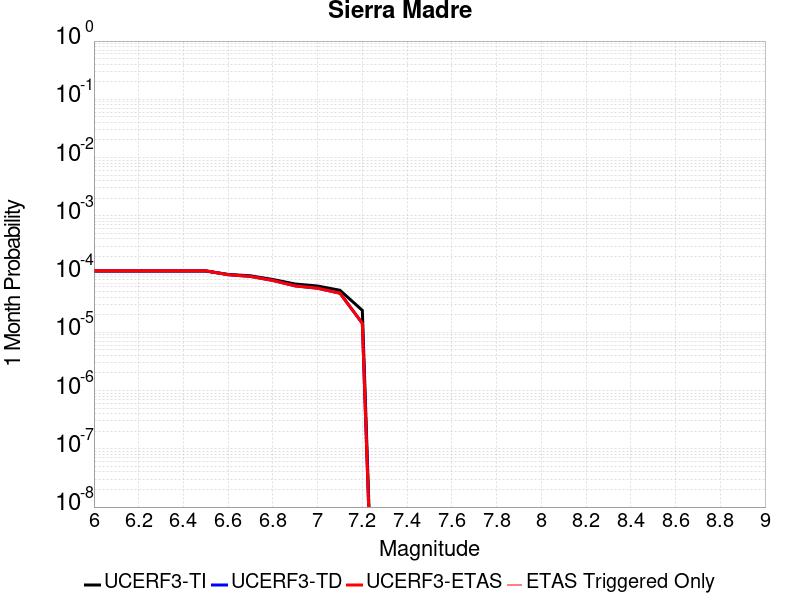 Sierra Madre
10^0
10^-1
10^-2
10^-3
10^-4
10^-5
10^-6
10^-7
10^-8
1 Month Probability
6 6.2 6.4 6.6 6.8 7 7.2 7.4 7.6 7.8 8 8.2 8.4 8.6 8.8 9
Magnitude
UCERF3-TI UCERF3-TD UCERF3-ETAS ETAS Triggered Only